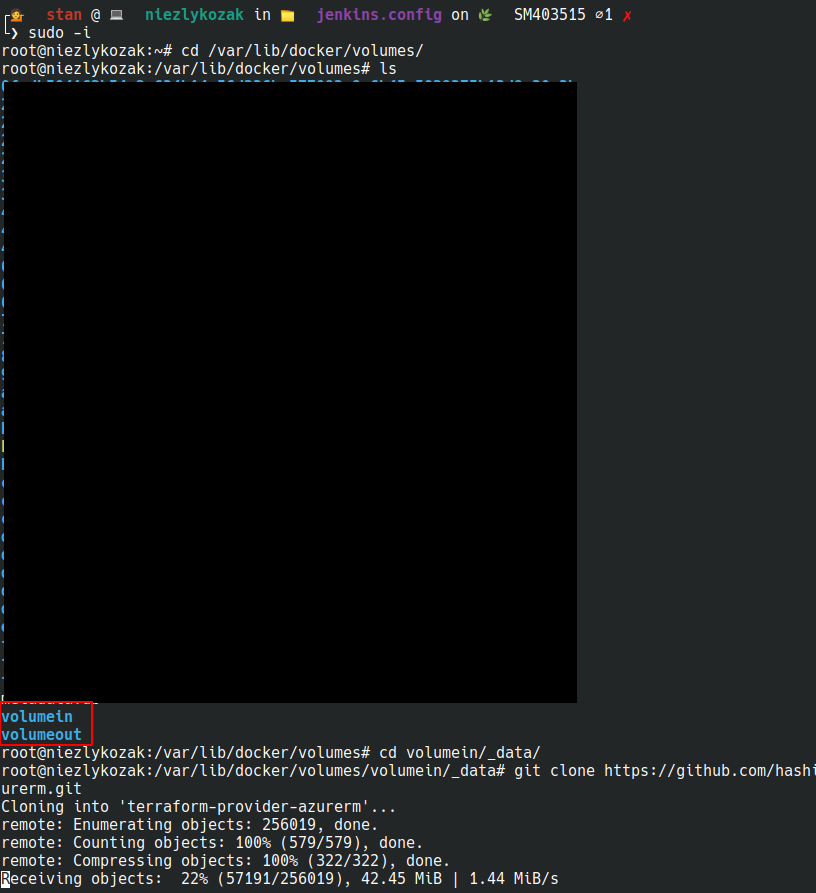 stan @ niezlykozak in jenkins.config on SM403515 ⌀1 ✗
❯ sudo -i
root@niezlykozak:~# cd /var/lib/docker/volumes/
root@niezlykozak:/var/lib/docker/volumes# ls
volumein
volumeout
root@niezlykozak:/var/lib/docker/volumes# cd volumein/_data/
root@niezlykozak:/var/lib/docker/volumes/volumein/_data# git clone https://github.com/hashi
urerm.git
Cloning into 'terraform-provider-azurerm'...
remote: Enumerating objects: 256019, done.
remote: Counting objects: 100% (579/579), done.
remote: Compressing objects: 100% (322/322), done.
Receiving objects:  22% (57191/256019), 42.45 MiB | 1.44 MiB/s